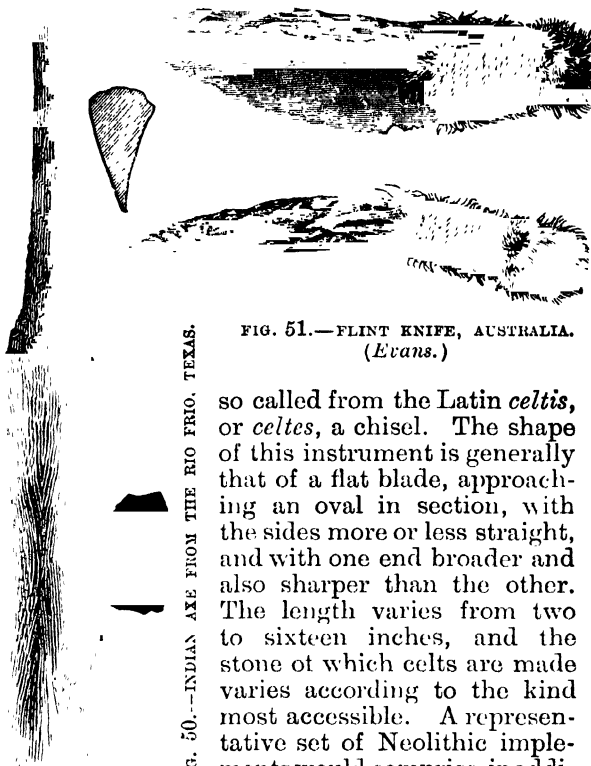 FIG. 51.—FLINT KNIFE, AUSTRALIA.
(Evans.)
G. 50.—INDIAN AXE FROM THE RIO FRIO, TEXAS.
so called from the Latin celtis,
or celtes, a chisel. The shape
of this instrument is generally
that of a flat blade, approach-
ing an oval in section, with
the sides more or less straight,
and with one end broader and
also sharper than the other.
The length varies from two
to sixteen inches, and the
stone of which celts are made
varies according to the kind
most accessible. A represen-
tative set of Neolithic imple-